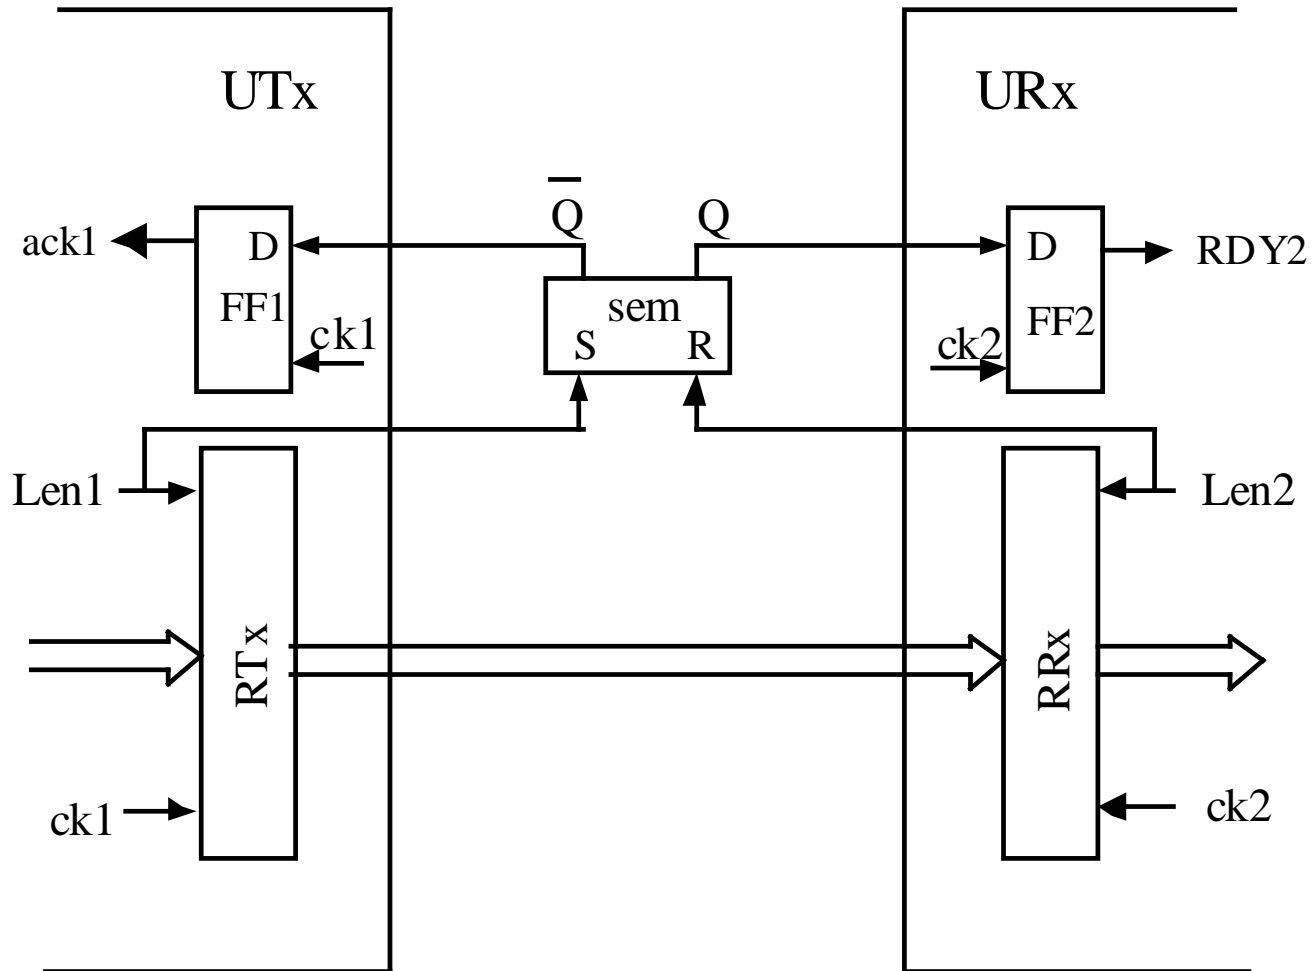 UTx
URx
Q̅
Q
ack1
D
FF1
ck1
sem
S
R
D
FF2
ck2
RDY2
Len1
Len2
RTx
RRx
ck1
ck2